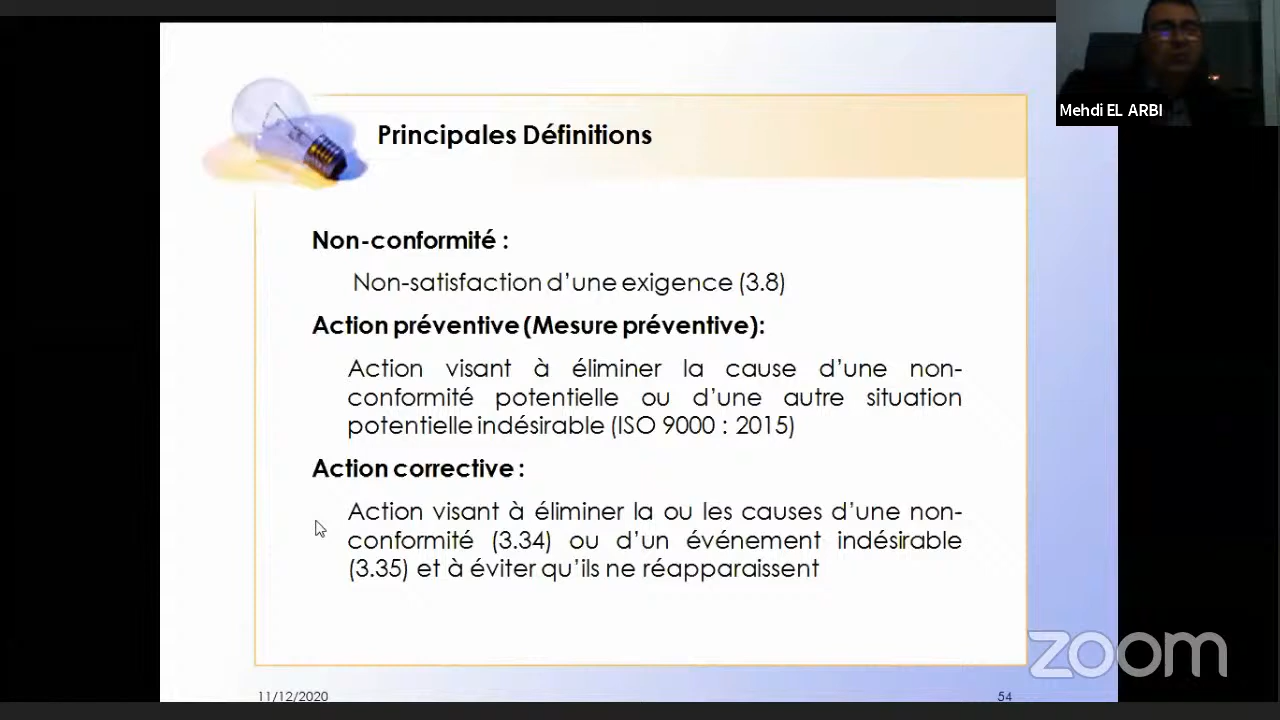 Mehdi EL ARBI
Principales Définitions
Non-conformité :
Non-satisfaction d’une exigence (3.8)
Action préventive (Mesure préventive):
Action visant à éliminer la cause d’une non-
conformité potentielle ou d’une autre situation
potentielle indésirable (ISO 9000 : 2015)
Action corrective :
Action visant à éliminer la ou les causes d’une non-
conformité (3.34) ou d’un événement indésirable
(3.35) et à éviter qu’ils ne réapparaissent
zoom
11/12/2020
54